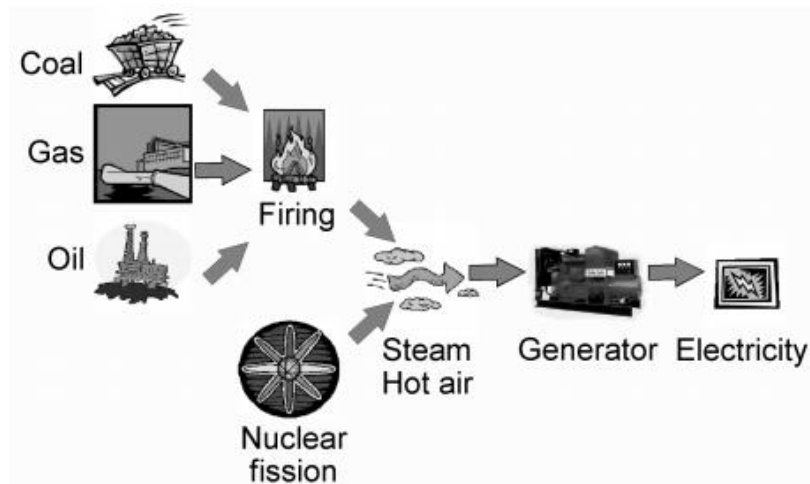 Coal
Gas
Oil
Firing
Nuclear
fission
Steam
Hot air
Generator
Electricity